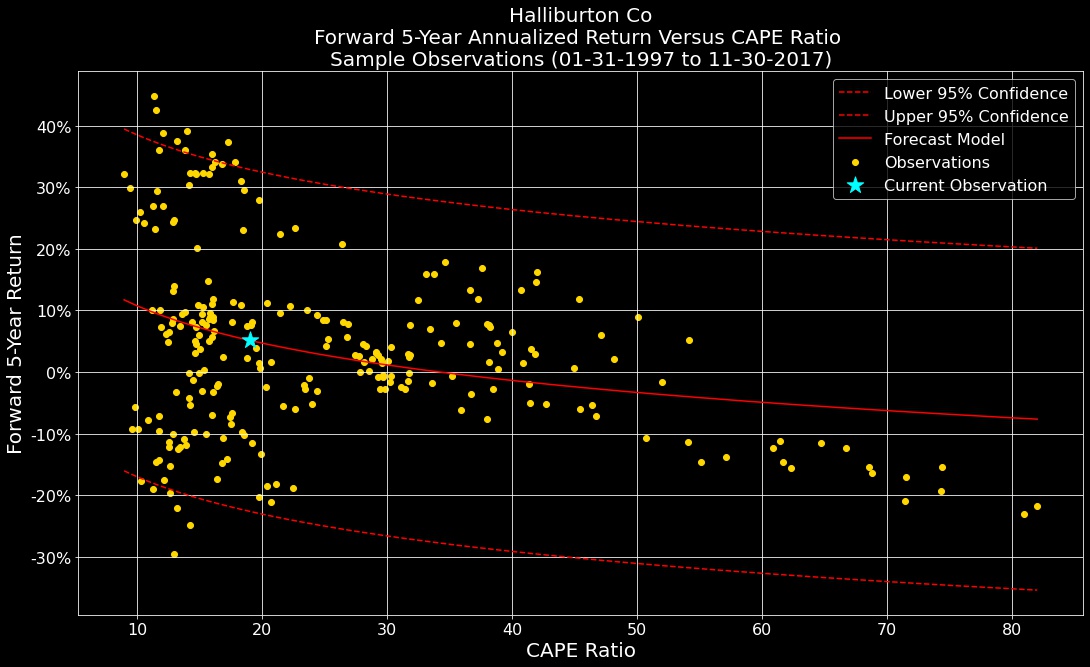 Halliburton Co
Forward 5-Year Annualized Return Versus CAPE Ratio
Sample Observations (01-31-1997 to 11-30-2017)
Lower 95% Confidence
Upper 95% Confidence
Forecast Model
Observations
Current Observation
Forward 5-Year Return
40%
30%
20%
10%
0%
-10%
-20%
-30%
10 20 30 40 50 60 70 80
CAPE Ratio